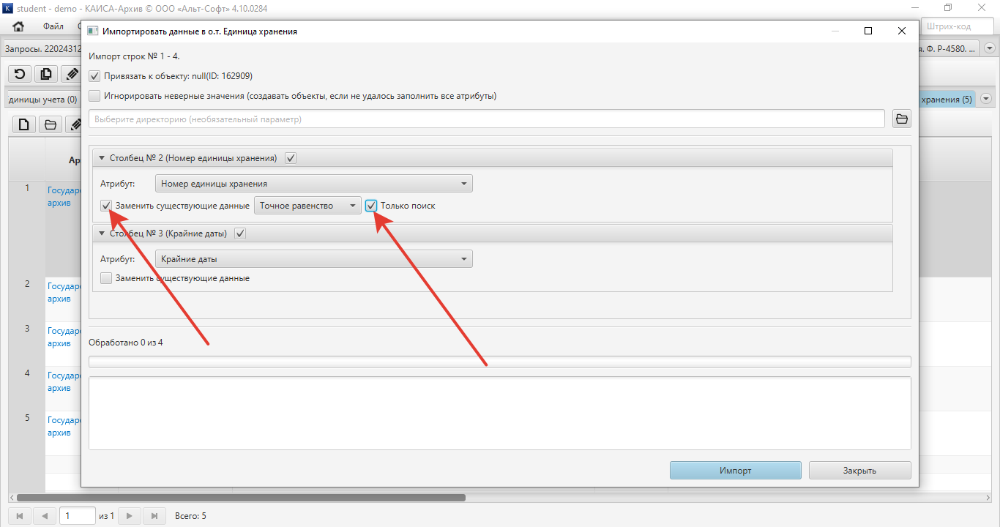 K student - demo - КАИСА-Архив © ООО «Альт-Софт» 4.10.0284
Файл
Штрих-код
Запросы. 22024312
я. Ф. Р-4580. ...
Единицы учета (0)
хранения (5)
Импортировать данные в о.т. Единица хранения
Импорт строк № 1 - 4.
Привязать к объекту: null(ID: 162909)
Игнорировать неверные значения (создавать объекты, если не удалось заполнить все атрибуты)
Выберите директорию (необязательный параметр)
Столбец № 2 (Номер единицы хранения)
Атрибут: Номер единицы хранения
Заменить существующие данные Точное равенство Только поиск
Столбец № 3 (Крайние даты)
Атрибут: Крайние даты
Заменить существующие данные
Обработано 0 из 4
Импорт Закрыть
Ар
1 Государ
архив
2 Государ
архив
3 Государ
архив
4 Государ
архив
5 Государ
архив
1 из 1 Всего: 5